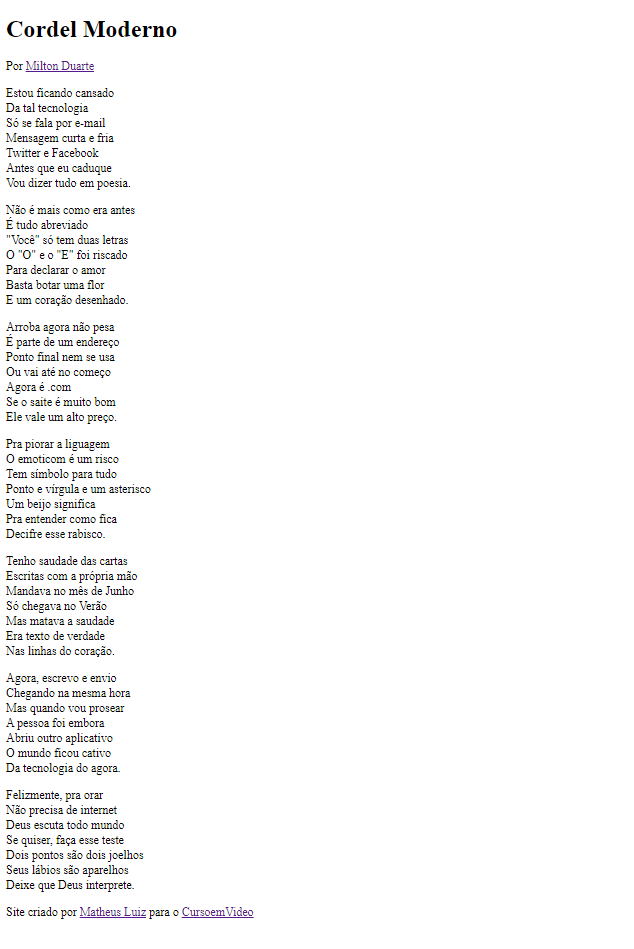 Cordel Moderno
Por Milton Duarte
Estou ficando cansado
Da tal tecnologia
Só se fala por e-mail
Mensagem curta e fria
Twitter e Facebook
Antes que eu caduque
Vou dizer tudo em poesia.
Não é mais como era antes
É tudo abreviado
"Você" só tem duas letras
O "O" e o "E" foi riscado
Para declarar o amor
Basta botar uma flor
E um coração desenhado.
Arroba agora não pesa
É parte de um endereço
Ponto final nem se usa
Ou vai até no começo
Agora é .com
Se o saite é muito bom
Ele vale um alto preço.
Pra piorar a liguagem
O emoticom é um risco
Tem símbolo para tudo
Ponto e vírgula e um asterisco
Um beijo significa
Pra entender como fica
Decifre esse rabisco.
Tenho saudade das cartas
Escritas com a própria mão
Mandava no mês de Junho
Só chegava no Verão
Mas matava a saudade
Era texto de verdade
Nas linhas do coração.
Agora, escrevo e envio
Chegando na mesma hora
Mas quando vou prosear
A pessoa foi embora
Abriu outro aplicativo
O mundo ficou cativo
Da tecnologia do agora.
Felizmente, pra orar
Não precisa de internet
Deus escuta todo mundo
Se quiser, faça esse teste
Dois pontos são dois joelhos
Seus lábios são aparelhos
Deixe que Deus interprete.
Site criado por Matheus Luiz para o CursoemVideo